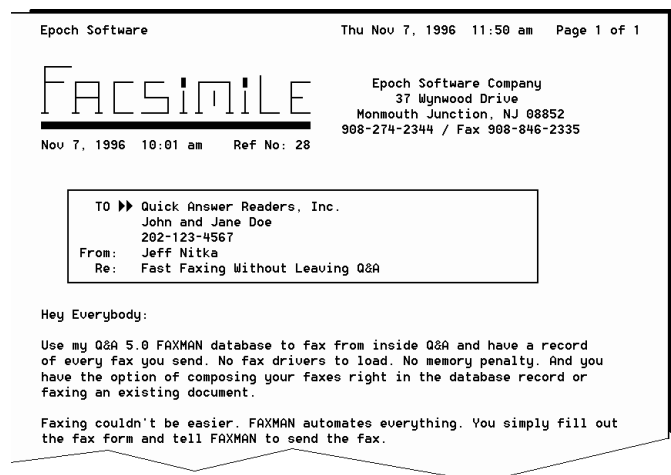 Epoch Software Thu Nov 7, 1996 11:50 am Page 1 of 1
FACSIMILE
Epoch Software Company
37 Wynwood Drive
Monmouth Junction, NJ 08852
908-274-2344 / Fax 908-846-2335
Nov 7, 1996 10:01 am Ref No: 28
TO ▶▶ Quick Answer Readers, Inc.
John and Jane Doe
202-123-4567
From: Jeff Nitka
Re: Fast Faxing Without Leaving Q&A
Hey Everybody:
Use my Q&A 5.0 FAXMAN database to fax from inside Q&A and have a record
of every fax you send. No fax drivers to load. No memory penalty. And you
have the option of composing your faxes right in the database record or
faxing an existing document.
Faxing couldn't be easier. FAXMAN automates everything. You simply fill out
the fax form and tell FAXMAN to send the fax.